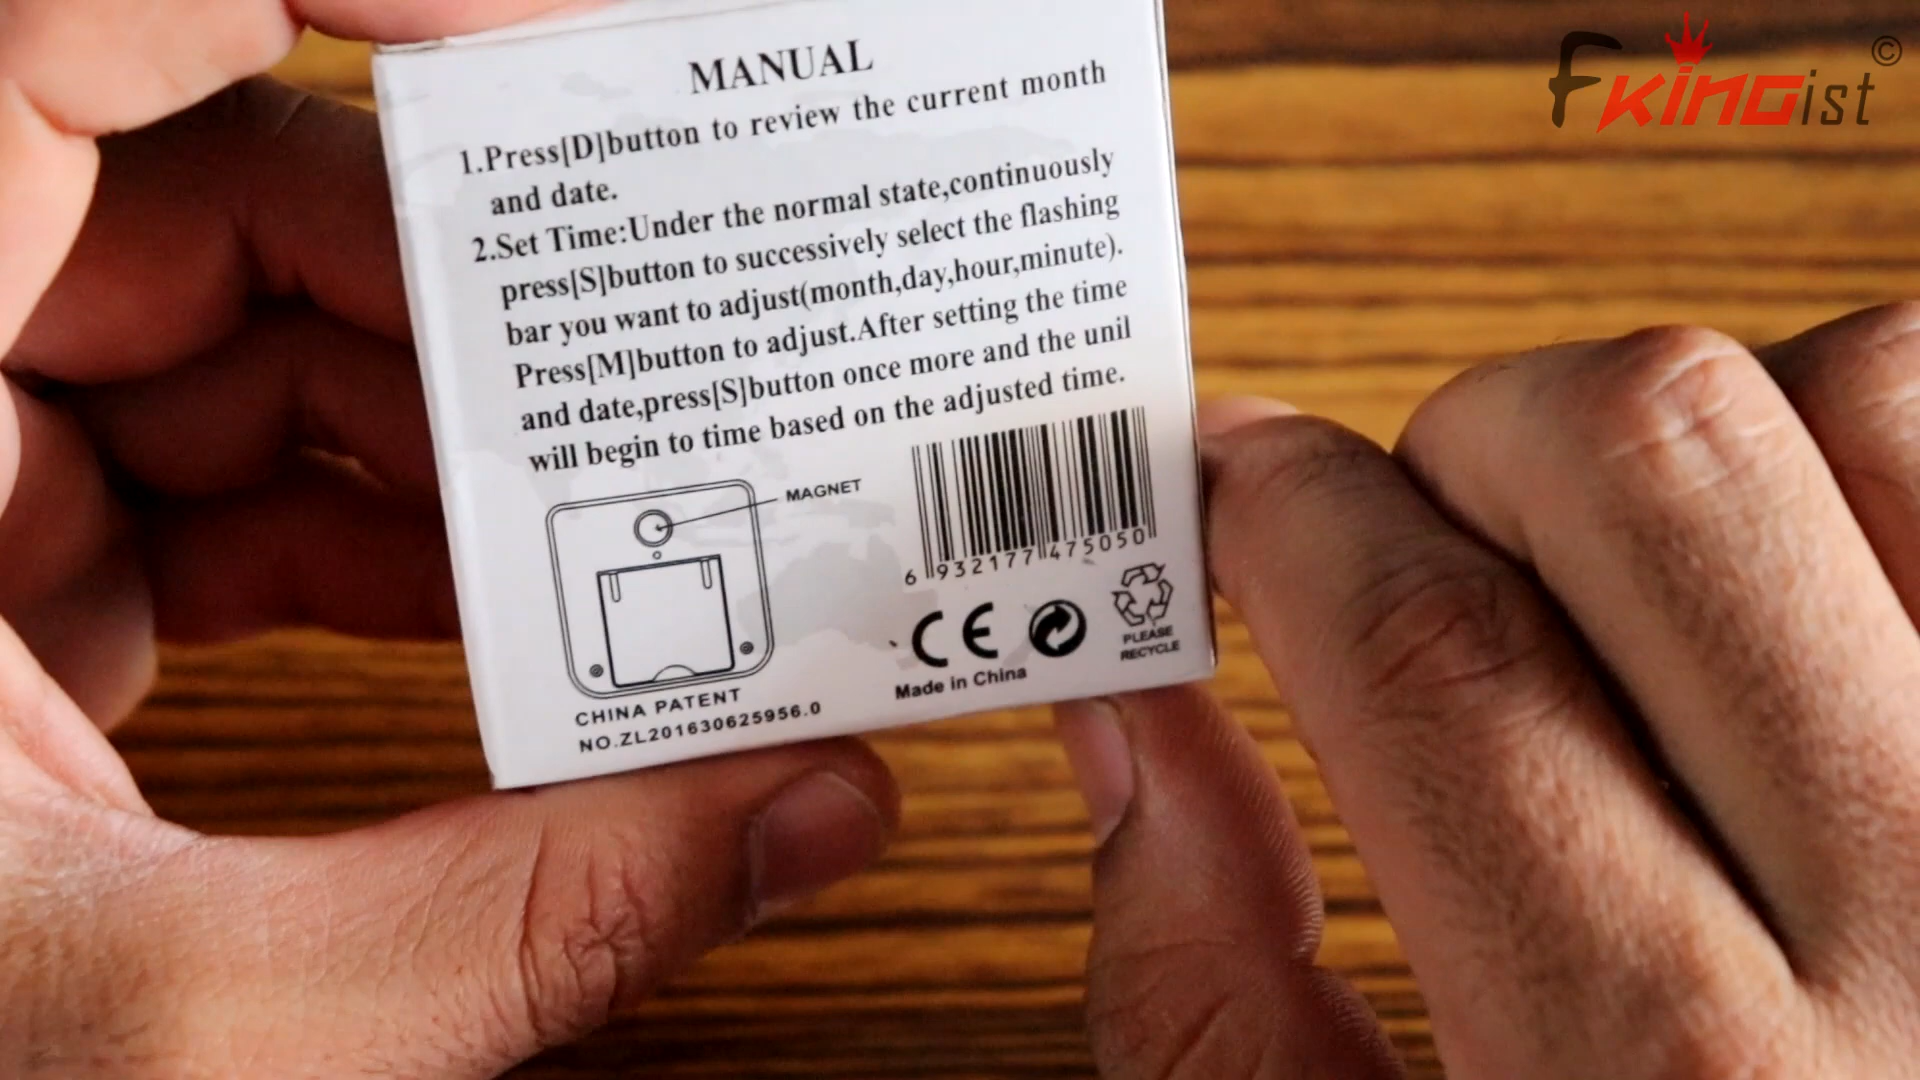 FKiNGist ©
MANUAL
1.Press[D]button to review the current month
and date.
2.Set Time:Under the normal state,continuously
press[S]button to successively select the flashing
bar you want to adjust(month,day,hour,minute).
Press[M]button to adjust.After setting the time
and date,press[S]button once more and the unil
will begin to time based on the adjusted time.
MAGNET
6 932177 475050
CE
PLEASE
RECYCLE
Made in China
CHINA PATENT
NO.ZL201630625956.0